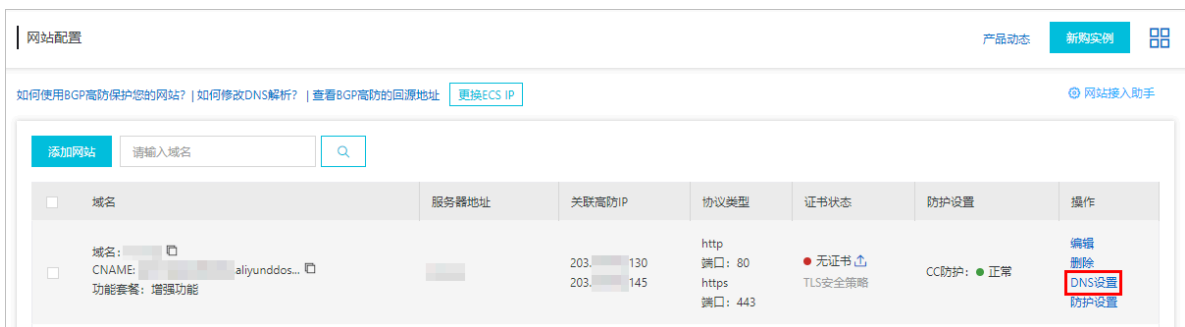 网站配置
产品动态 新购实例
如何使用BGP高防保护您的网站? | 如何修改DNS解析? | 查看BGP高防的回源地址 更换ECS IP
网站接入助手
添加网站 请输入域名
域名 服务器地址 关联高防IP 协议类型 证书状态 防护设置 操作
域名:
CNAME: aliyunddos...
功能套餐：增强功能
203. 130
203. 145
http
端口：80
https
端口：443
无证书
TLS安全策略
CC防护： 正常
编辑
删除
DNS设置
防护设置